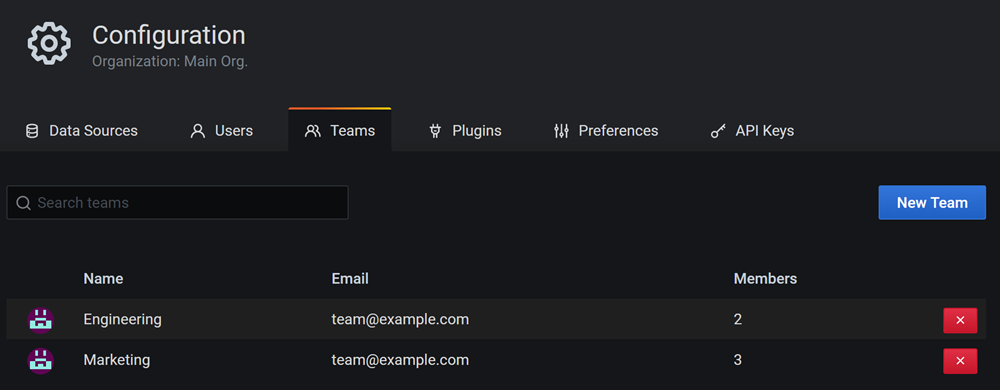 Configuration
Organization: Main Org.
Data Sources Users Teams Plugins Preferences API Keys
Search teams New Team
Name Email Members
Engineering team@example.com 2
Marketing team@example.com 3